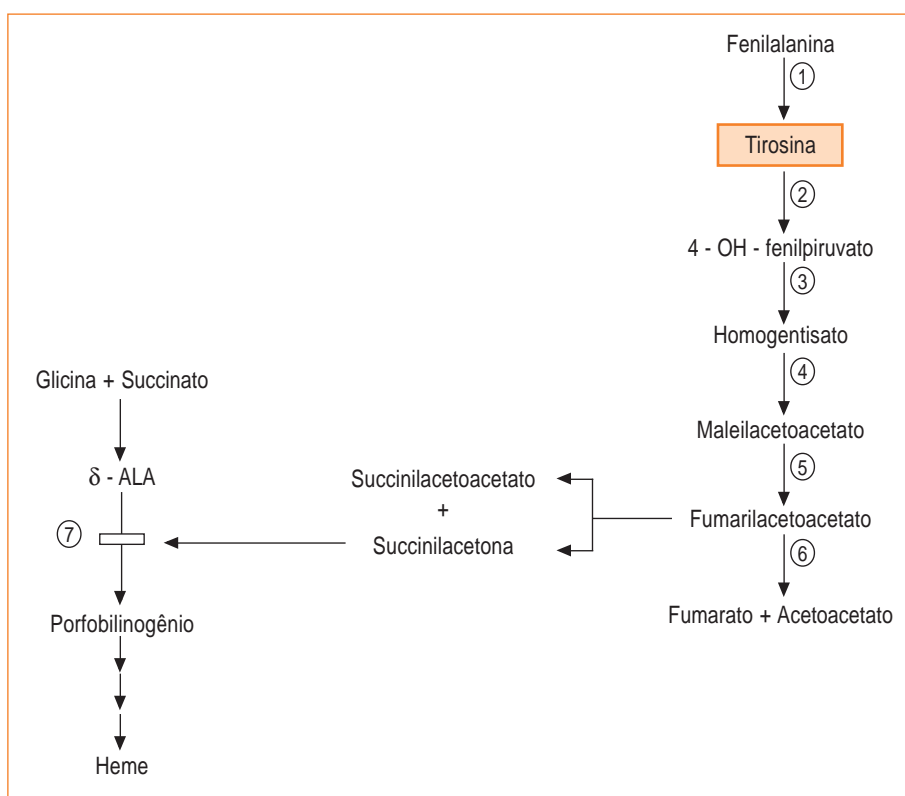 Fenilalanina
1
Tirosina
2
4 - OH - fenilpiruvato
3
Homogentisato
4
Glicina + Succinato
Maleilacetoacetato
5
δ - ALA
Succinilacetoacetato
+
Succinilacetona
Fumarilacetoacetato
7
6
Porfobilinogênio
Fumarato + Acetoacetato
Heme